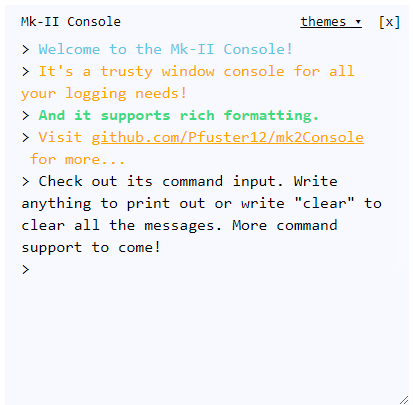 Mk-II Console themes ▾ [x]
> Welcome to the Mk-II Console!
> It's a trusty window console for all
your logging needs!
> And it supports rich formatting.
> Visit github.com/Pfuster12/mk2Console
for more...
> Check out its command input. Write
anything to print out or write "clear" to
clear all the messages. More command
support to come!
>